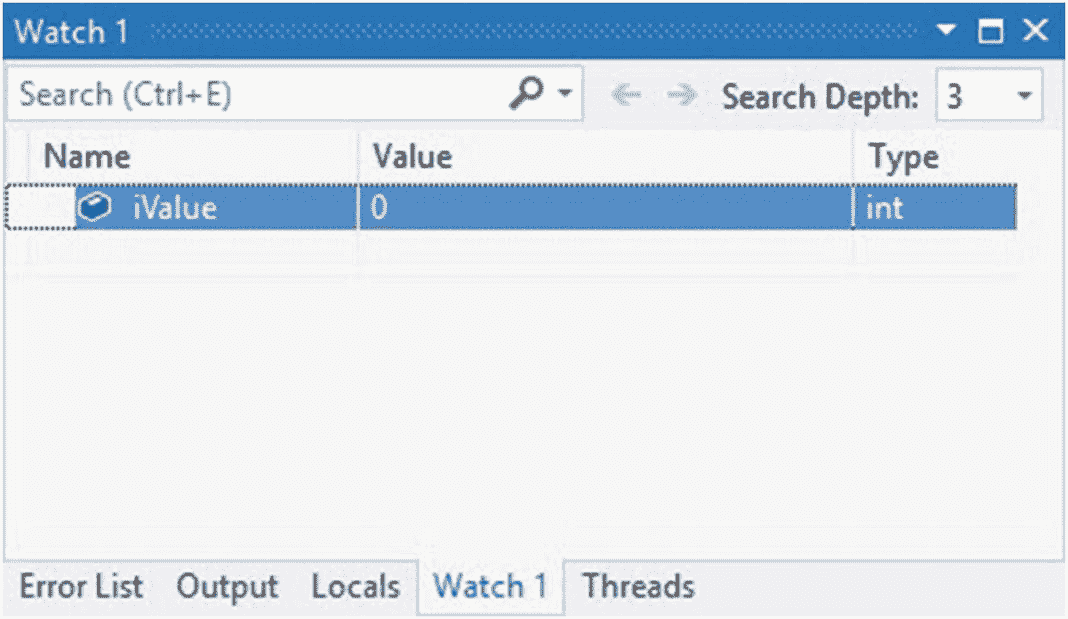 Watch 1
Search (Ctrl+E) Search Depth: 3
Name Value Type
iValue 0 int
Error List Output Locals Watch 1 Threads